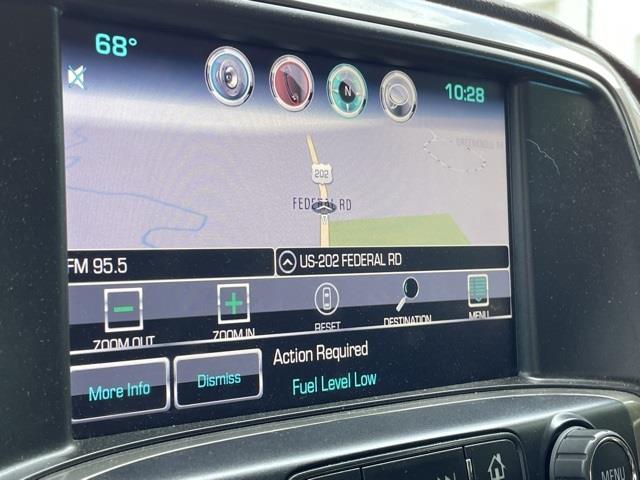 68°
N
10:28
202
FEDERAL RD
FM 95.5
US-202 FEDERAL RD
ZOOM OUT
ZOOM IN
RESET
DESTINATION
MENU
More Info
Dismiss
Action Required
Fuel Level Low
MENU